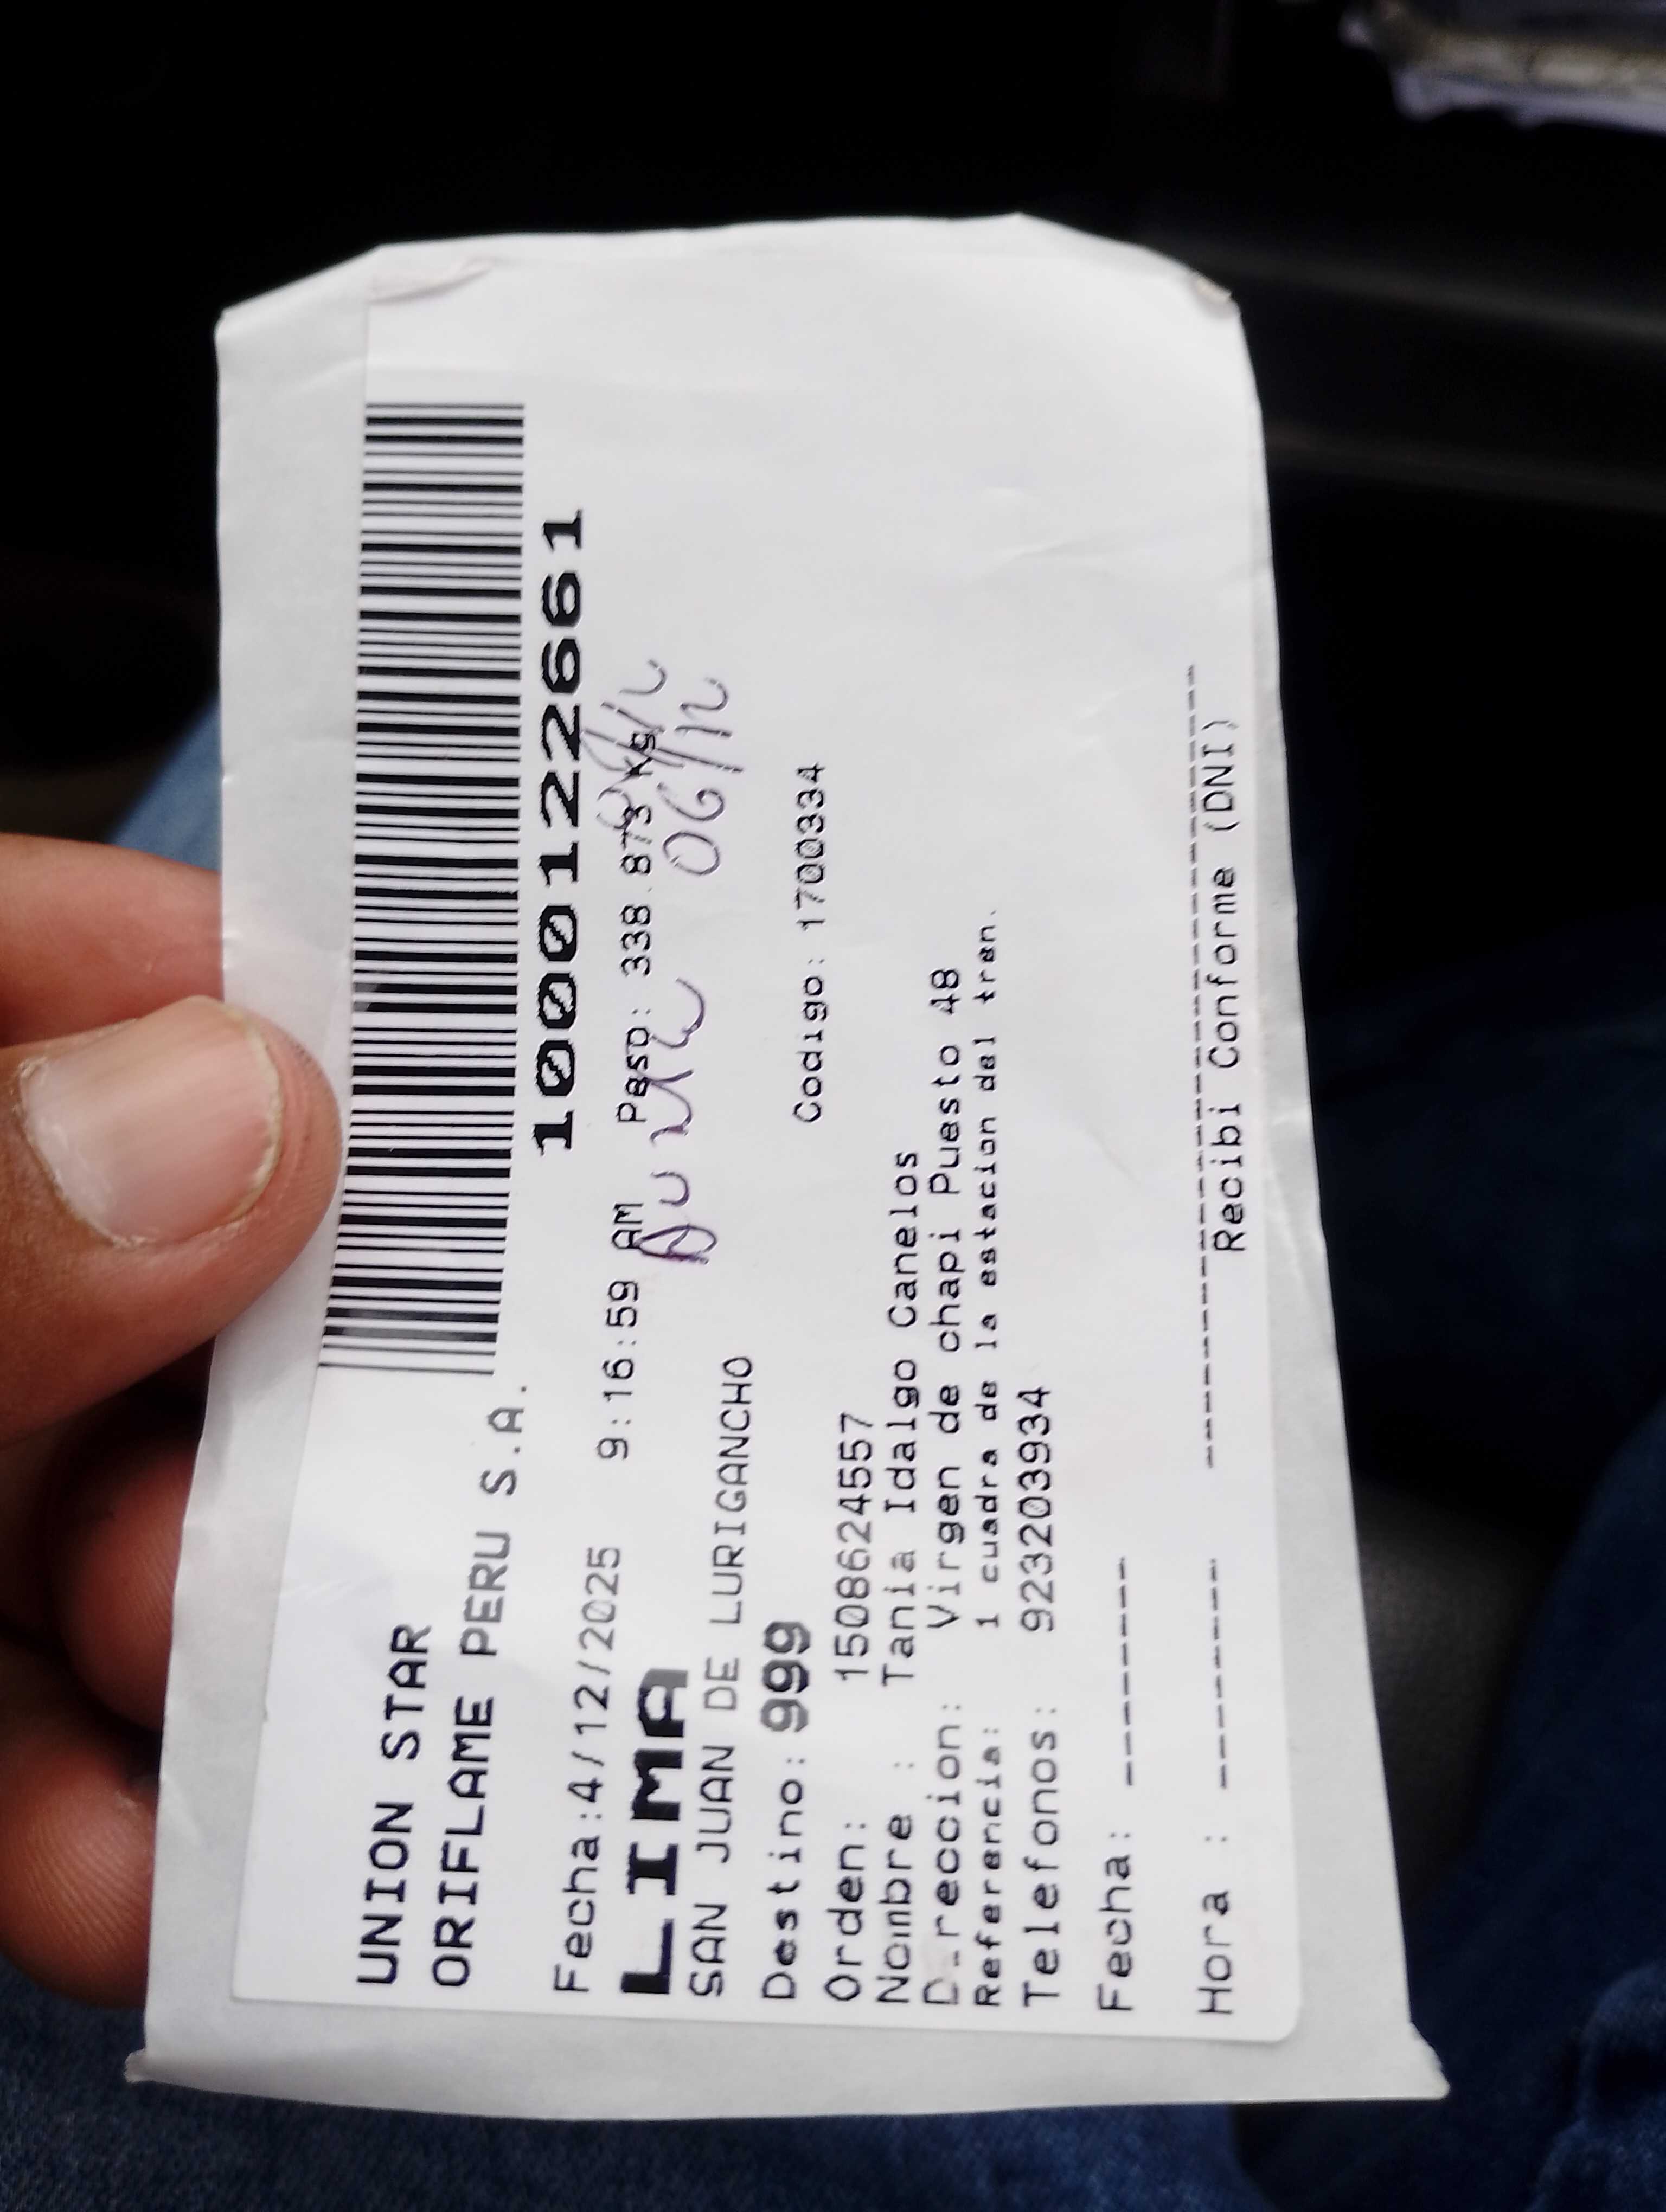 UNION STAR
ORIFLAME PERU S.A.
1000122661
Fecha:4/12/2025 9:16:59 AM Peso: 338.873 Kg
LIMA
06/12
SAN JUAN DE LURIGANCHO
Destino: 999 Codigo: 1700334
Orden: 1508624557
Nombre : Tania Idalgo Canelos
Direccion: Virgen de chapi Puesto 48
Referencia: 1 cuadra de la estacion del tren.
Telefonos: 923203934
Fecha: -------
Hora : ------- Recibi Conforme (DNI)